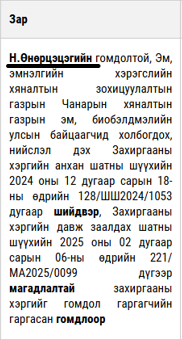 Зар
Н.Өнөрцэцэгийн гомдолтой, Эм,
эмнэлгийн хэрэгслийн
хяналтын зохицуулалтын
газрын Чанарын хяналтын
газрын эм, биобэлдмэлийн
улсын байцаагчид холбогдох,
нийслэл дэх Захиргааны
хэргийн анхан шатны шүүхийн
2024 оны 12 дугаар сарын 18-
ны өдрийн 128/ШШ2024/1053
дугаар шийдвэр, Захиргааны
хэргийн давж заалдах шатны
шүүхийн 2025 оны 02 дугаар
сарын 06-ны өдрийн 221/
МА2025/0099 дүгээр
магадлалтай захиргааны
хэргийг гомдол гаргагчийн
гаргасан гомдлоор